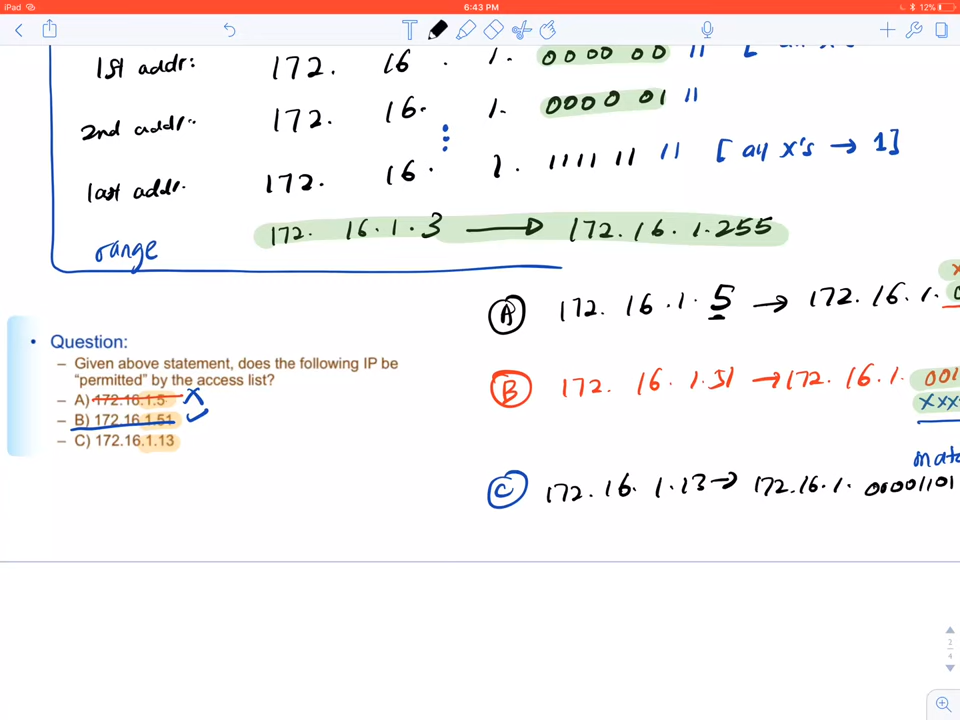 iPad 6:43 PM 12%
1st addr: 172. 16 . 1. 0000 00 11
2nd addr: 172. 16. 1. 0000 01 11
last addr. 172. 16. 1. 1111 11 11 [ all x's → 1]
range 172. 16.1.3 → 172.16.1.255
(A) 172. 16.1.5 → 172.16.1.
• Question:
– Given above statement, does the following IP be
"permitted" by the access list?
– A) 172.16.1.5 X
– B) 172.16.1.51 ✓
– C) 172.16.1.13
(B) 172. 16.1.51 → 172.16.1. 001
xxx
(C) 172.16.1.13 → 172.16.1. 00001101
2
4